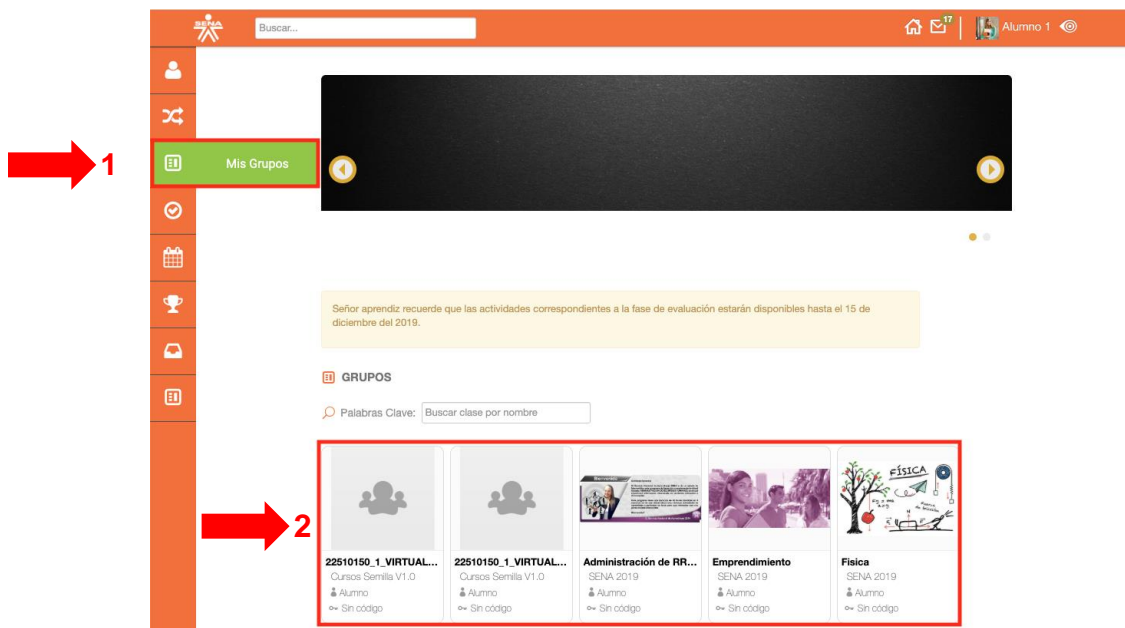 SENA
Buscar...
17
Alumno 1
1
Mis Grupos
Señor aprendiz recuerde que las actividades correspondientes a la fase de evaluación estarán disponibles hasta el 15 de
diciembre del 2019.
GRUPOS
Palabras Clave: Buscar clase por nombre
2
Bienvenido
FÍSICA
22510150_1_VIRTUAL... 22510150_1_VIRTUAL... Administración de RR... Emprendimiento Fisica
Cursos Semilla V1.0 Cursos Semilla V1.0 SENA 2019 SENA 2019 SENA 2019
Alumno Alumno Alumno Alumno Alumno
Sin código Sin código Sin código Sin código Sin código